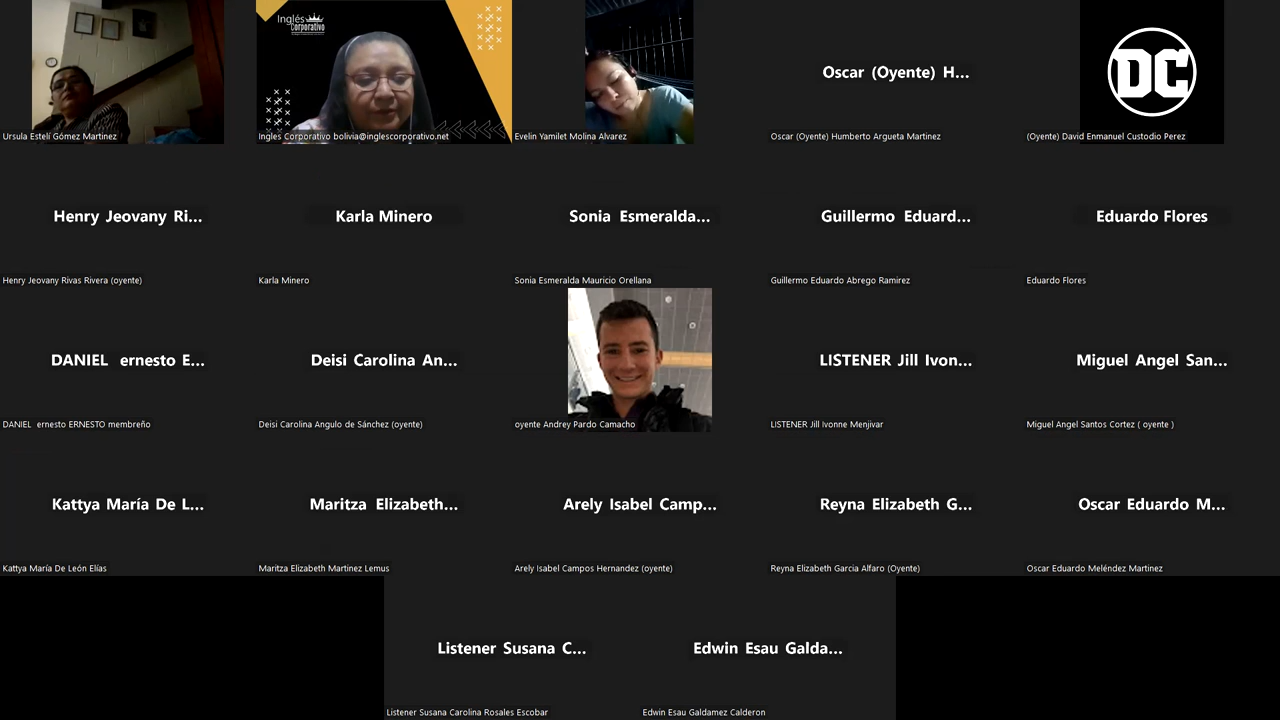 Inglés
Corporativo
Ursula Estelí Gómez Martinez
Ingles Corporativo bolivia@inglescorporativo.net
Evelin Yamilet Molina Alvarez
Oscar (Oyente) H...
Oscar (Oyente) Humberto Argueta Martinez
DC
(Oyente) David Enmanuel Custodio Perez
Henry Jeovany Ri...
Henry Jeovany Rivas Rivera (oyente)
Karla Minero
Karla Minero
Sonia Esmeralda...
Sonia Esmeralda Mauricio Orellana
Guillermo Eduard...
Guillermo Eduardo Abrego Ramirez
Eduardo Flores
Eduardo Flores
DANIEL ernesto E...
DANIEL ernesto ERNESTO membreño
Deisi Carolina An...
Deisi Carolina Angulo de Sánchez (oyente)
oyente Andrey Pardo Camacho
LISTENER Jill Ivon...
LISTENER Jill Ivonne Menjivar
Miguel Angel San...
Miguel Angel Santos Cortez ( oyente )
Kattya María De L...
Kattya María De León Elías
Maritza Elizabeth...
Maritza Elizabeth Martinez Lemus
Arely Isabel Camp...
Arely Isabel Campos Hernandez (oyente)
Reyna Elizabeth G...
Reyna Elizabeth Garcia Alfaro (Oyente)
Oscar Eduardo M...
Oscar Eduardo Meléndez Martinez
Listener Susana C...
Listener Susana Carolina Rosales Escobar
Edwin Esau Galda...
Edwin Esau Galdamez Calderon